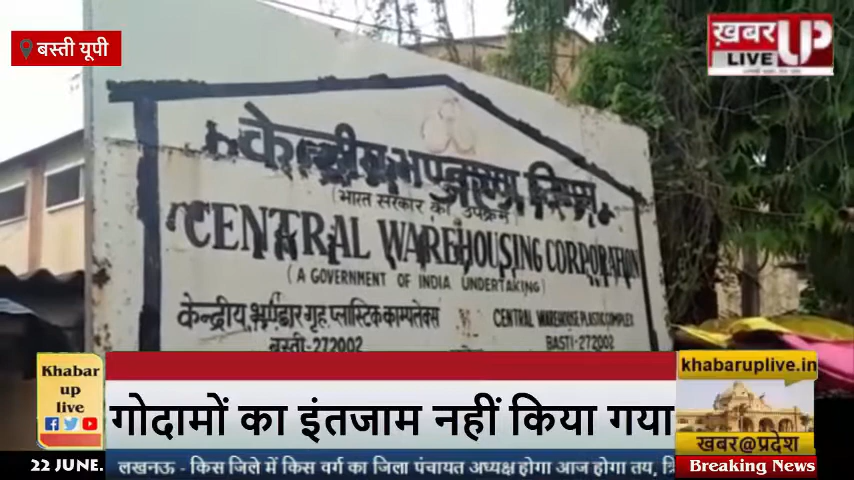 बस्ती यूपी
ख़बर UP
LIVE
केन्द्रीय भण्डारण निगम
(भारत सरकार का उपक्रम)
CENTRAL WAREHOUSING CORPORATION
(A GOVERNMENT OF INDIA UNDERTAKING)
केन्द्रीय भण्डार गृह प्लास्टिक काम्पलेक्स
CENTRAL WAREHOUSE PLASTIC COMPLEX
बस्ती-272002
BASTI-272002
Khabar
up
live
गोदामों का इंतजाम नहीं किया गया
khabaruplive.in
खबर@प्रदेश
22 JUNE.
लखनऊ - किस जिले में किस वर्ग का जिला पंचायत अध्यक्ष होगा आज होगा तय,
Breaking News